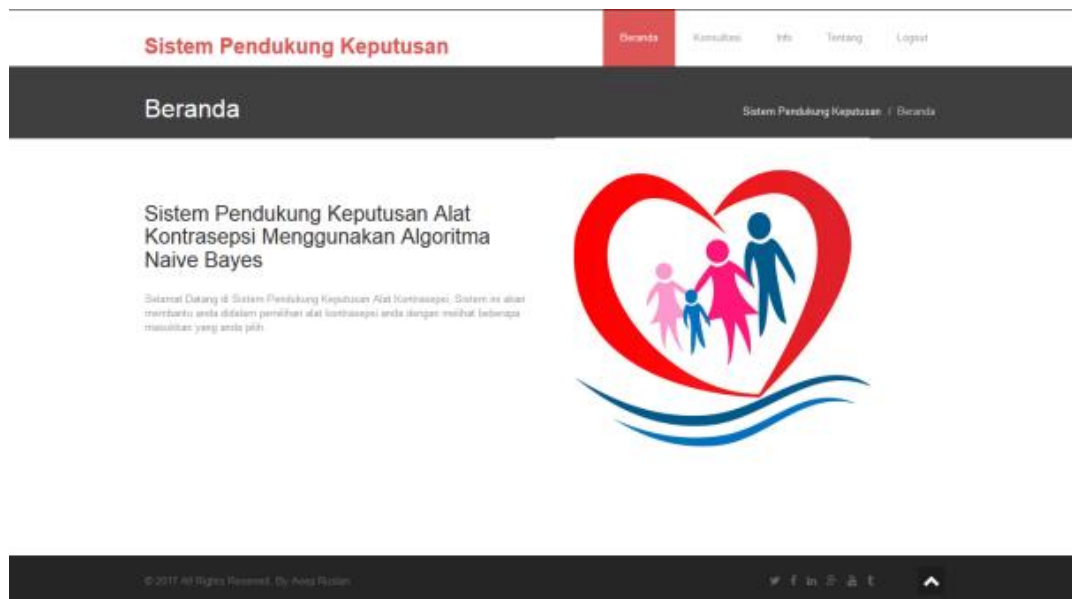 Sistem Pendukung Keputusan
Beranda Konsultasi Info Tentang Logout
Beranda
Sistem Pendukung Keputusan / Beranda
Sistem Pendukung Keputusan Alat
Kontrasepsi Menggunakan Algoritma
Naive Bayes
Selamat Datang di Sistem Pendukung Keputusan Alat Kontrasepsi, Sistem ini akan
membantu anda didalam pemilihan alat kontrasepsi anda dengan melihat beberapa
masukkan yang anda pilih.
© 2017 All Rights Reserved. By Asep Ruslan